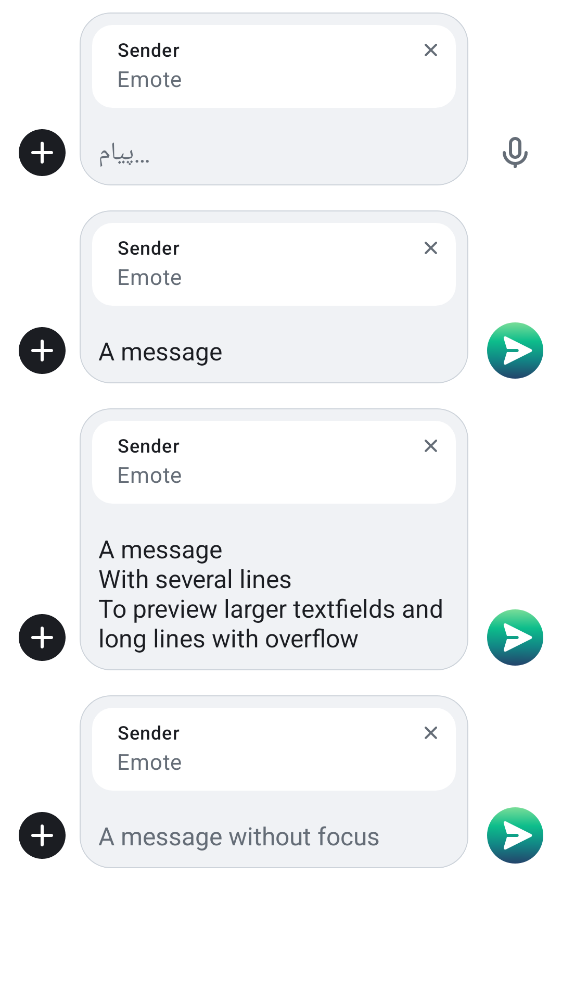 Sender
Emote
پیام…
Sender
Emote
A message
Sender
Emote
A message
With several lines
To preview larger textfields and
long lines with overflow
Sender
Emote
A message without focus